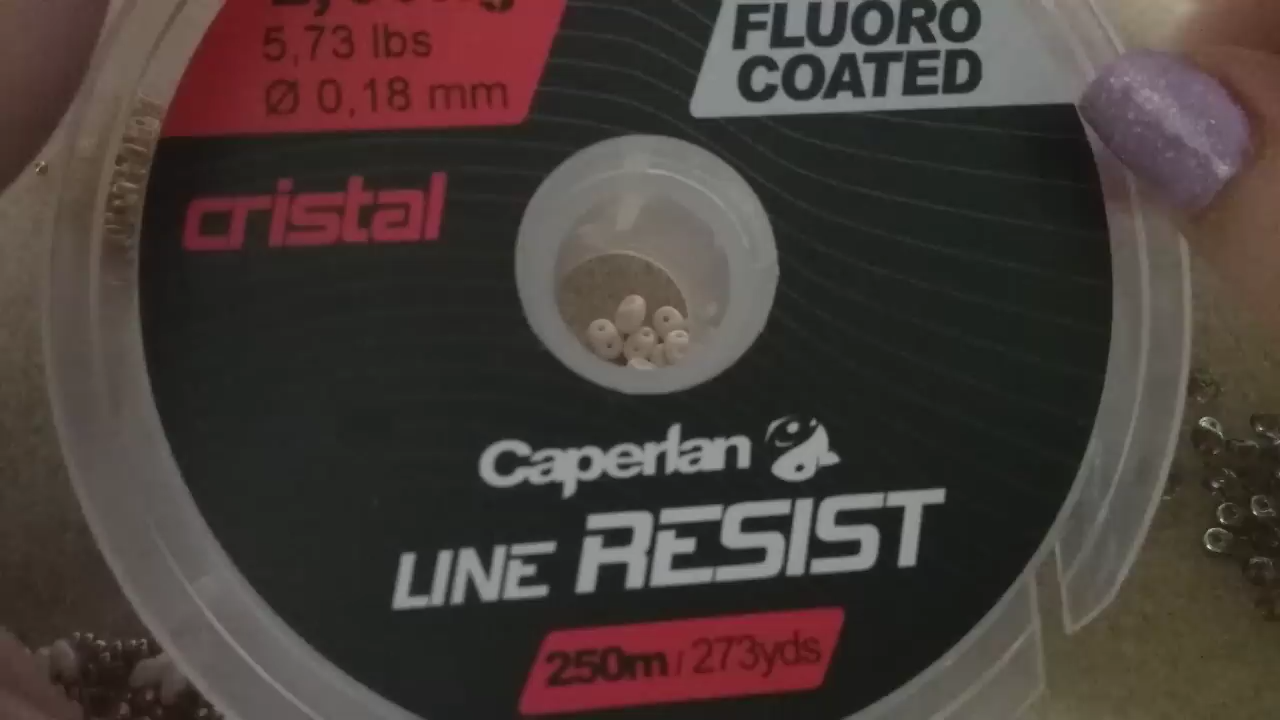 5,73 lbs
Ø 0,18 mm
FLUORO
COATED
cristal
Caperlan
LINE RESIST
250m / 273yds